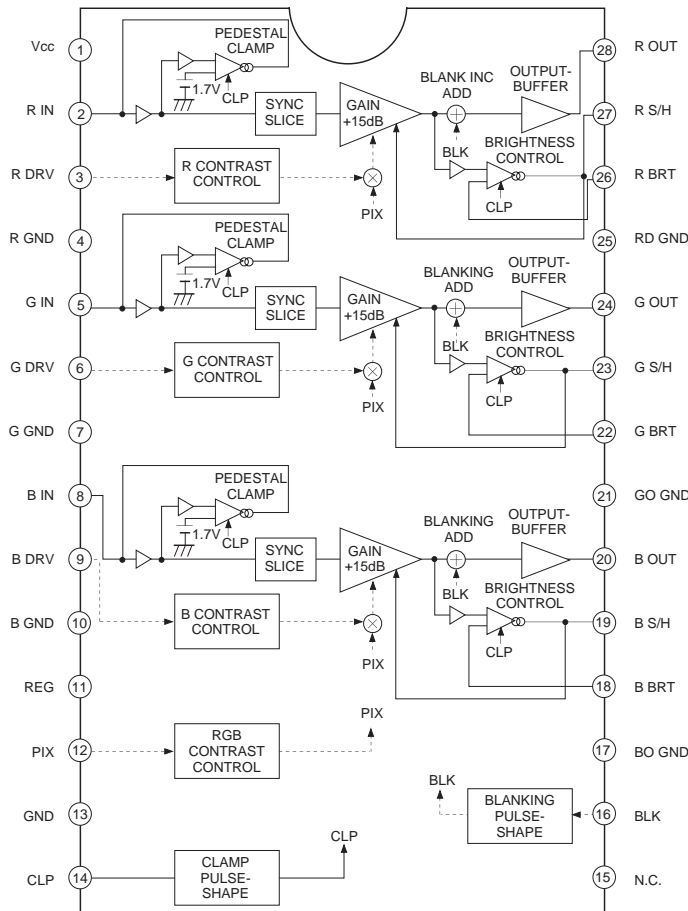 Vcc
1
PEDESTAL
CLAMP
1.7V
CLP
28
R OUT
R IN
2
SYNC
SLICE
GAIN
+15dB
BLANK INC
ADD
OUTPUT-
BUFFER
27
R S/H
BLK
BRIGHTNESS
CONTROL
CLP
R DRV
3
R CONTRAST
CONTROL
PIX
26
R BRT
R GND
4
PEDESTAL
CLAMP
1.7V
CLP
25
RD GND
G IN
5
SYNC
SLICE
GAIN
+15dB
BLANKING
ADD
OUTPUT-
BUFFER
24
G OUT
BLK
BRIGHTNESS
CONTROL
CLP
G DRV
6
G CONTRAST
CONTROL
PIX
23
G S/H
G GND
7
22
G BRT
B IN
8
PEDESTAL
CLAMP
1.7V
CLP
21
GO GND
B DRV
9
SYNC
SLICE
GAIN
+15dB
BLANKING
ADD
OUTPUT-
BUFFER
20
B OUT
BLK
BRIGHTNESS
CONTROL
CLP
B GND
10
B CONTRAST
CONTROL
PIX
19
B S/H
REG
11
18
B BRT
PIX
12
RGB
CONTRAST
CONTROL
PIX
17
BO GND
GND
13
BLK
BLANKING
PULSE-
SHAPE
16
BLK
CLP
14
CLAMP
PULSE-
SHAPE
CLP
15
N.C.